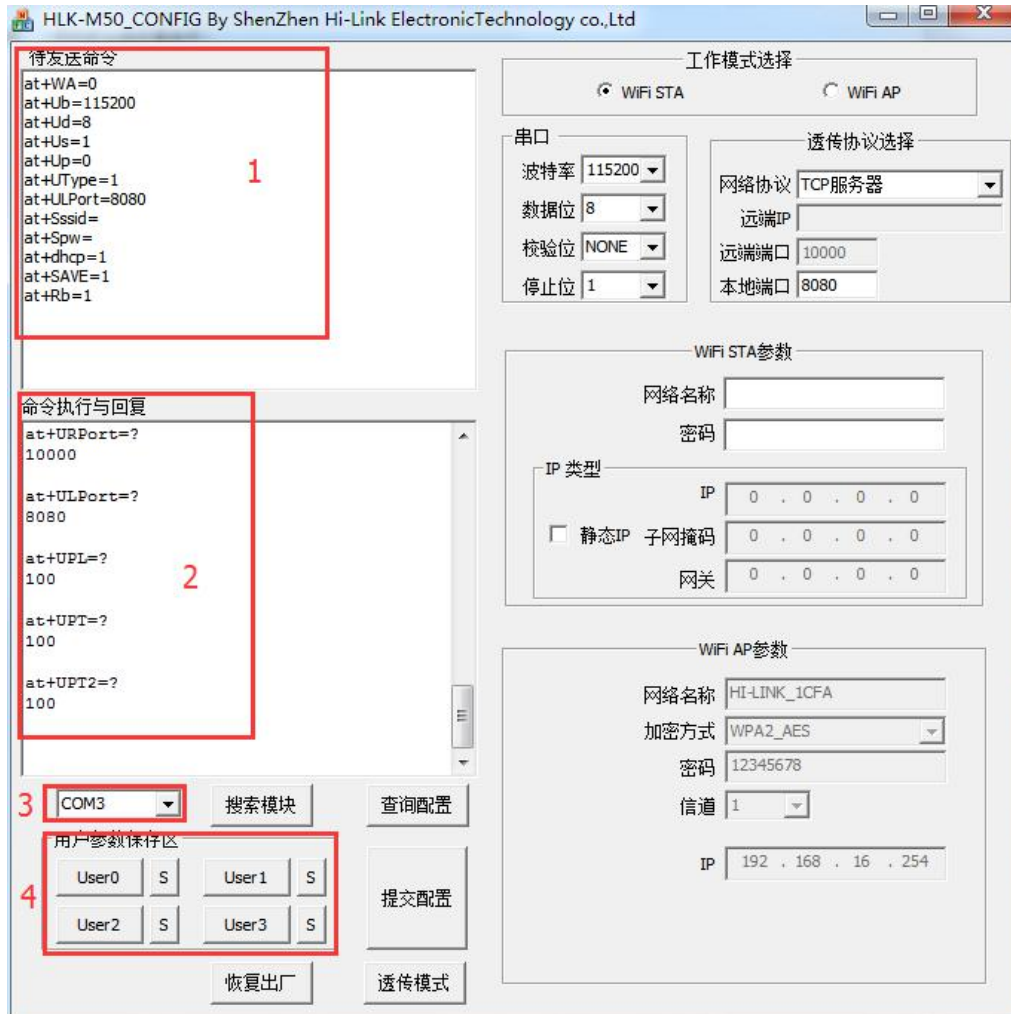 HLK-M50_CONFIG By ShenZhen Hi-Link ElectronicTechnology co.,Ltd
待发送命令
at+WA=0
at+Ub=115200
at+Ud=8
at+Us=1
at+Up=0
at+UType=1
at+ULPort=8080
at+Sssid=
at+Spw=
at+dhcp=1
at+SAVE=1
at+Rb=1
1
命令执行与回复
at+URPort=?
10000
at+ULPort=?
8080
at+UPL=?
100
at+UPT=?
100
at+UPT2=?
100
2
3
COM3
搜索模块
查询配置
用户参数保存区
4
User0
S
User1
S
User2
S
User3
S
提交配置
恢复出厂
透传模式
工作模式选择
WiFi STA
WiFi AP
串口
波特率 115200
数据位 8
校验位 NONE
停止位 1
透传协议选择
网络协议 TCP服务器
远端IP
远端端口 10000
本地端口 8080
WiFi STA参数
网络名称
密码
IP 类型
IP 0 . 0 . 0 . 0
静态IP 子网掩码 0 . 0 . 0 . 0
网关 0 . 0 . 0 . 0
WiFi AP参数
网络名称 HI-LINK_1CFA
加密方式 WPA2_AES
密码 12345678
信道 1
IP 192 . 168 . 16 . 254